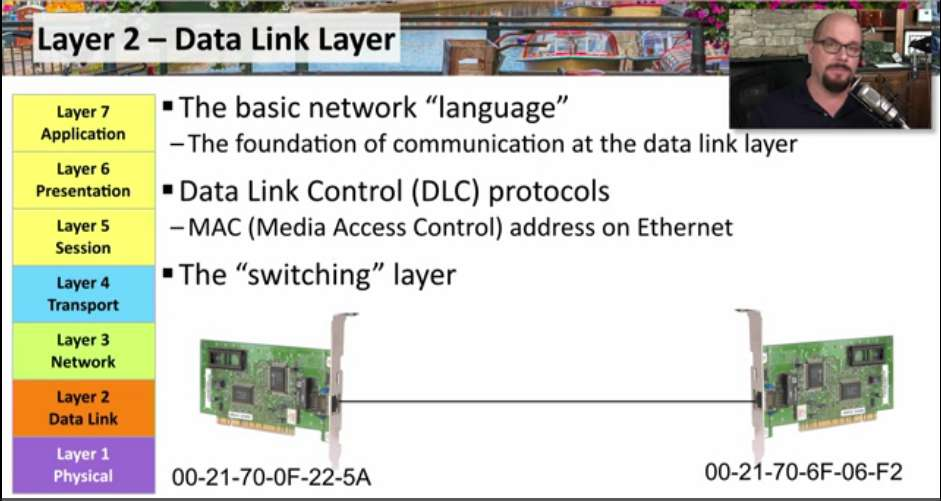 Layer 2 – Data Link Layer
Layer 7
Application
Layer 6
Presentation
Layer 5
Session
Layer 4
Transport
Layer 3
Network
Layer 2
Data Link
Layer 1
Physical
▪ The basic network “language”
– The foundation of communication at the data link layer
▪ Data Link Control (DLC) protocols
– MAC (Media Access Control) address on Ethernet
▪ The “switching” layer
00-21-70-0F-22-5A
00-21-70-6F-06-F2